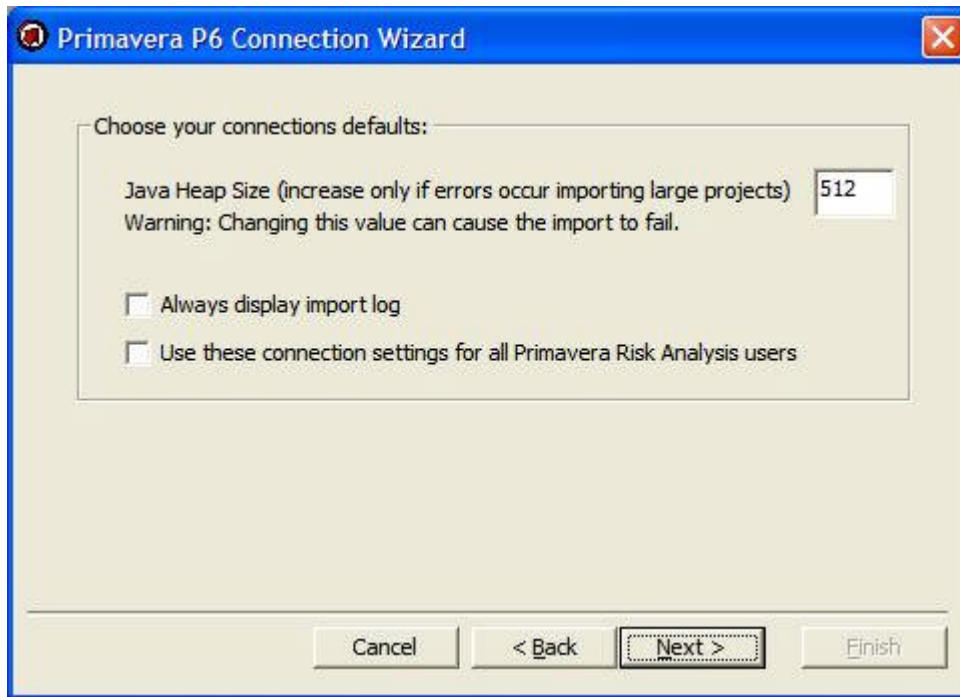 Primavera P6 Connection Wizard
Choose your connections defaults:
Java Heap Size (increase only if errors occur importing large projects) 512
Warning: Changing this value can cause the import to fail.
Always display import log
Use these connection settings for all Primavera Risk Analysis users
Cancel < Back Next > Finish